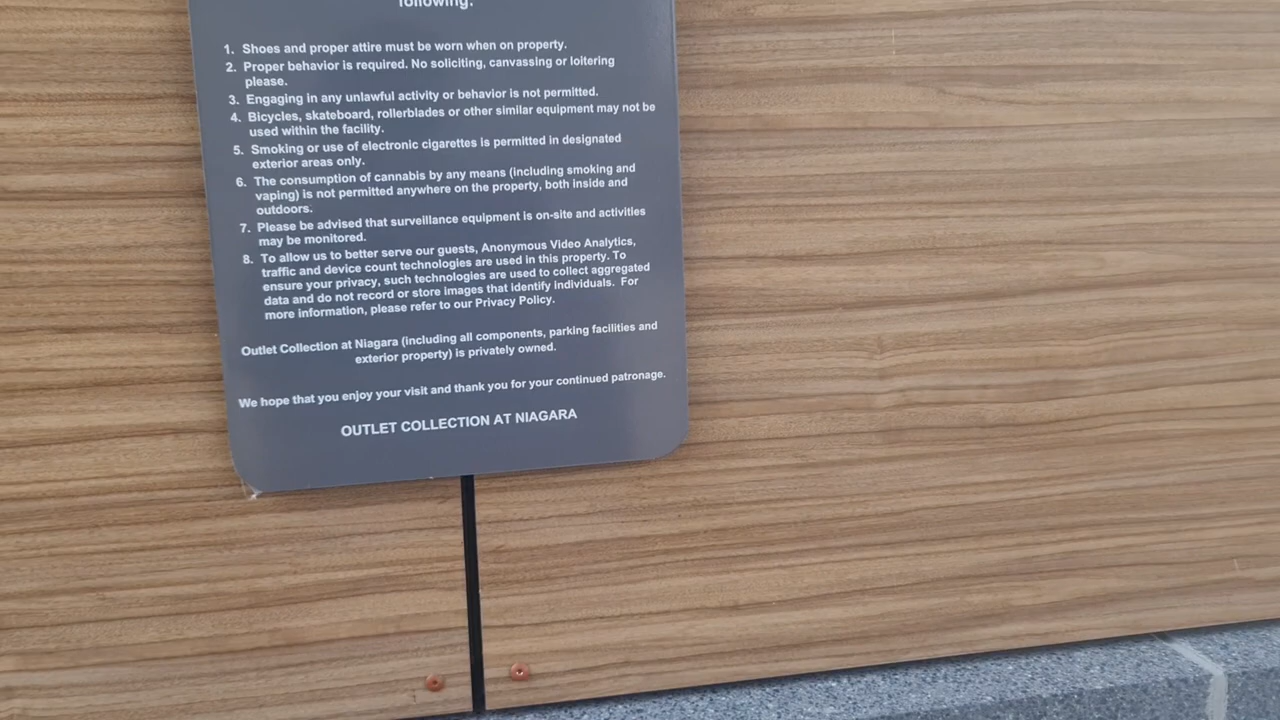 following:
1. Shoes and proper attire must be worn when on property.
2. Proper behavior is required. No soliciting, canvassing or loitering
please.
3. Engaging in any unlawful activity or behavior is not permitted.
4. Bicycles, skateboard, rollerblades or other similar equipment may not be
used within the facility.
5. Smoking or use of electronic cigarettes is permitted in designated
exterior areas only.
6. The consumption of cannabis by any means (including smoking and
vaping) is not permitted anywhere on the property, both inside and
outdoors.
7. Please be advised that surveillance equipment is on-site and activities
may be monitored.
8. To allow us to better serve our guests, Anonymous Video Analytics,
traffic and device count technologies are used in this property. To
ensure your privacy, such technologies are used to collect aggregated
data and do not record or store images that identify individuals. For
more information, please refer to our Privacy Policy.
Outlet Collection at Niagara (including all components, parking facilities and
exterior property) is privately owned.
We hope that you enjoy your visit and thank you for your continued patronage.
OUTLET COLLECTION AT NIAGARA